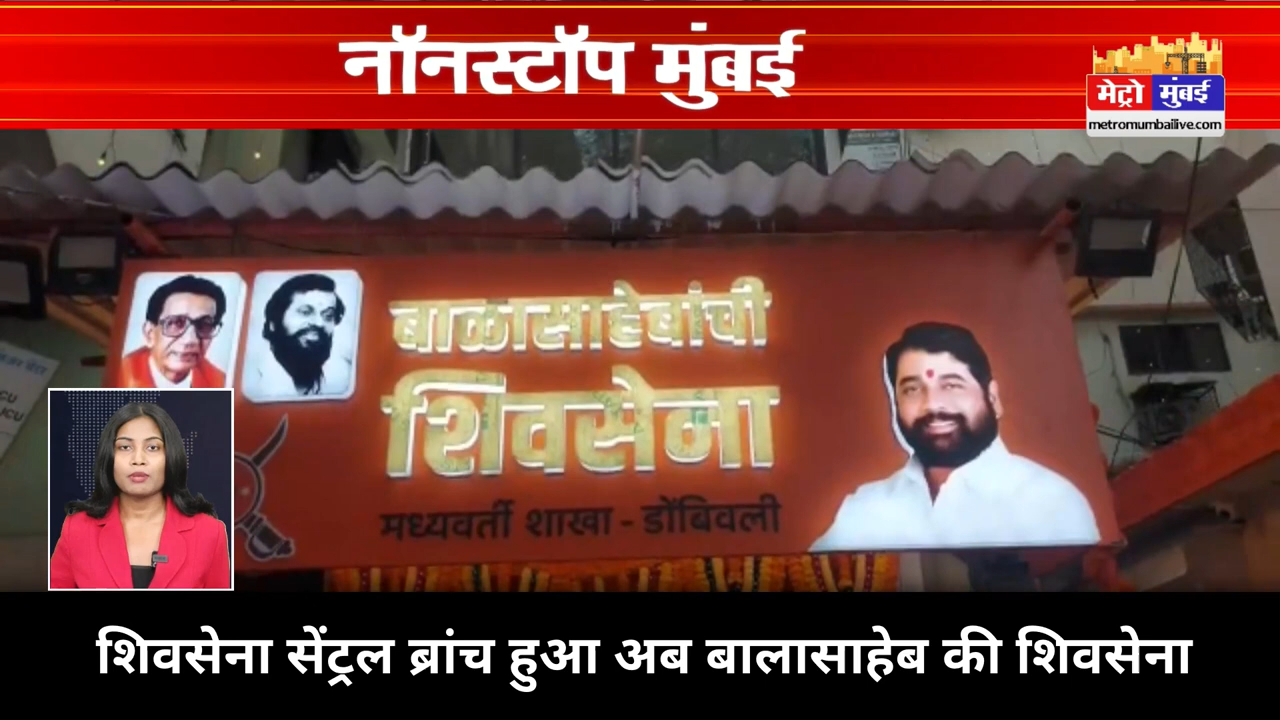 नॉनस्टॉप मुंबई
मेट्रो मुंबई
metromumbailive.com
बाळासाहेबांची
शिवसेना
मध्यवर्ती शाखा - डोंबिवली
शिवसेना सेंट्रल ब्रांच हुआ अब बालासाहेब की शिवसेना